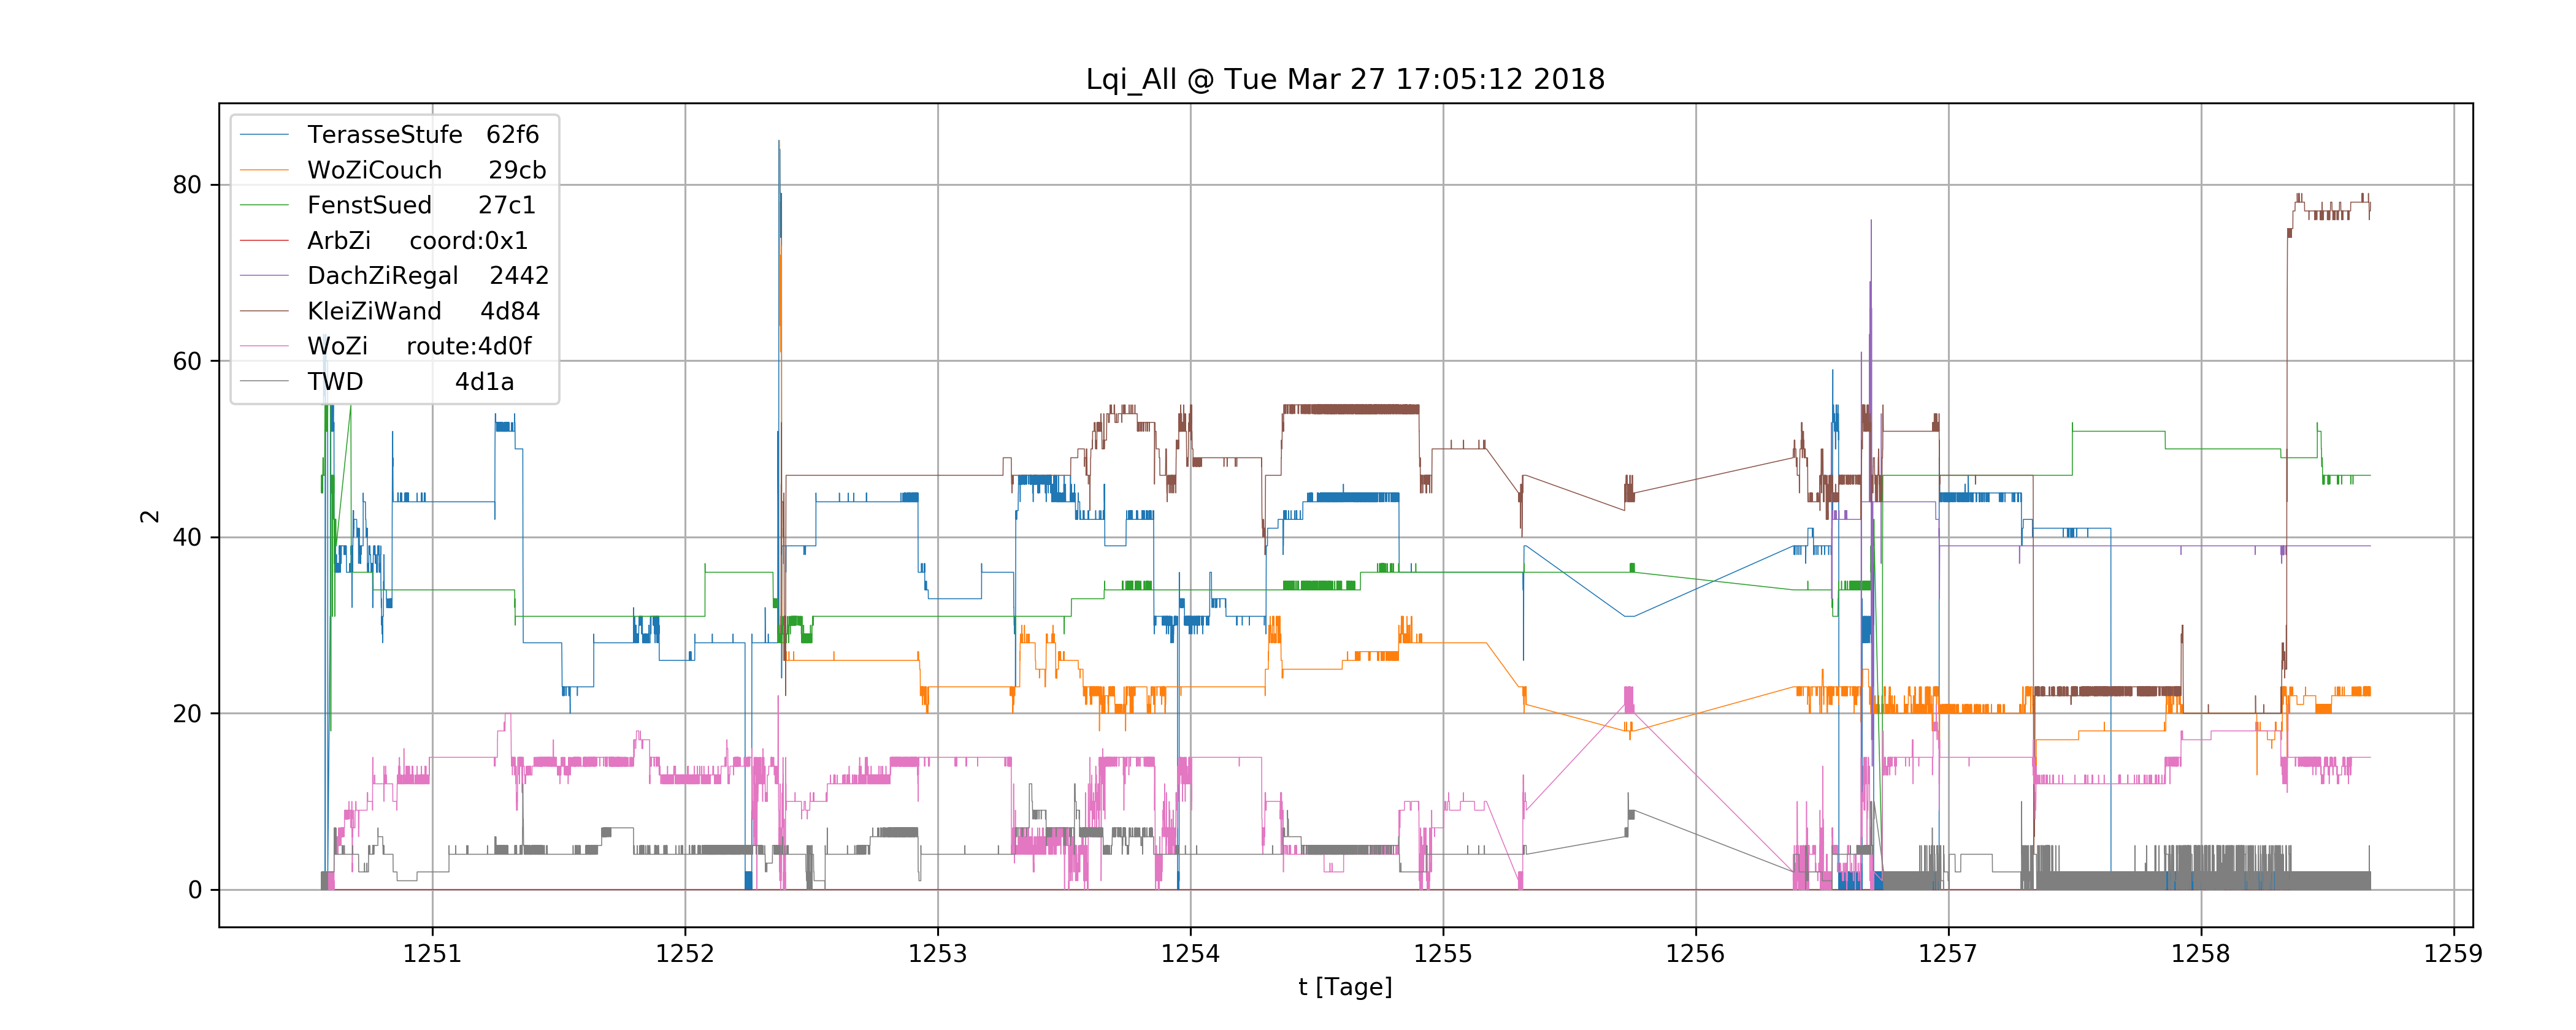 Lqi_All @ Tue Mar 27 17:05:12 2018
TerasseStufe 62f6
WoZiCouch 29cb
FenstSued 27c1
ArbZi coord:0x1
DachZiRegal 2442
KleiZiWand 4d84
WoZi route:4d0f
TWD 4d1a
80
60
40
20
0
2
1251 1252 1253 1254 1255 1256 1257 1258 1259
t [Tage]